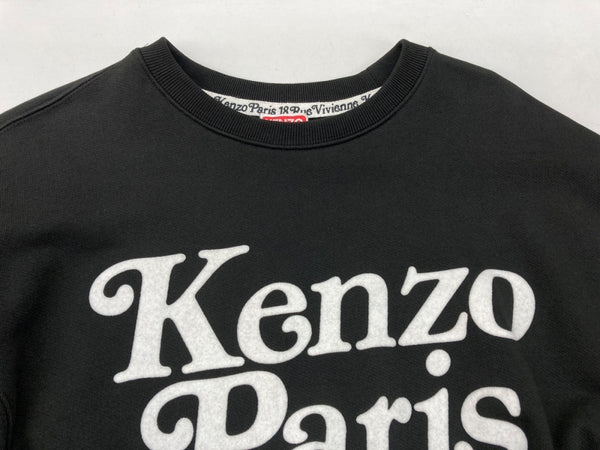 Kenzo Paris 18 Rue Vivienne K
KENZO
Kenzo
Paris